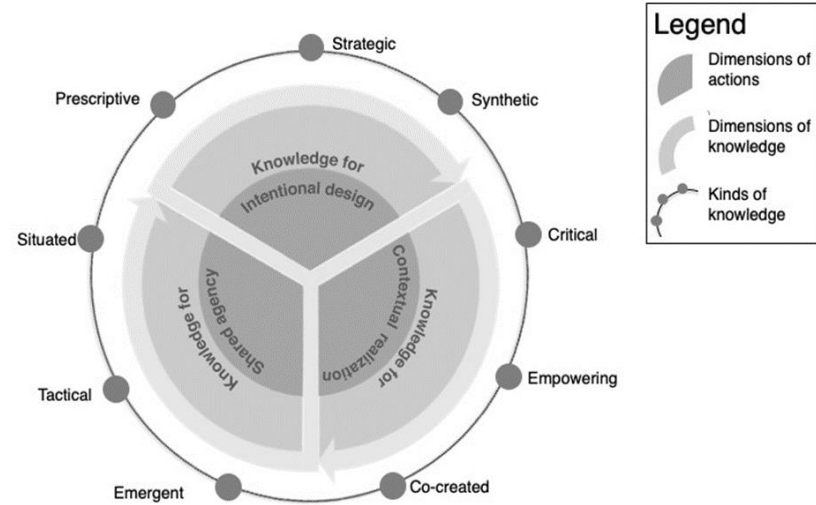 Strategic
Prescriptive
Synthetic
Situated
Critical
Tactical
Empowering
Emergent
Co-created
Knowledge for
Intentional design
Knowledge for
Contextual realization
Knowledge for
Shared agency
Legend
Dimensions of
actions
Dimensions of
knowledge
Kinds of
knowledge